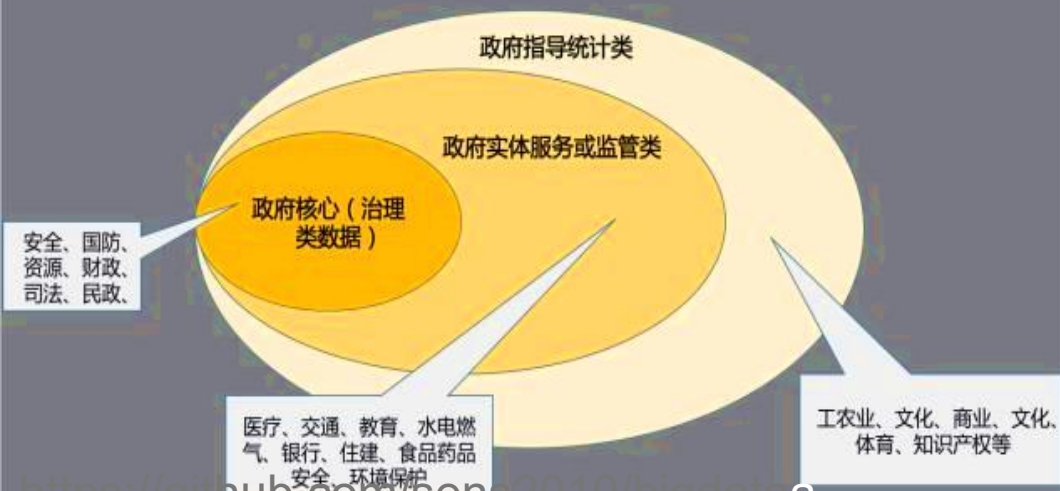 政府指导统计类
政府实体服务或监管类
政府核心（治理
类数据）
安全、国防、
资源、财政、
司法、民政、
医疗、交通、教育、水电燃
气、银行、住建、食品药品
安全、环境保护
工农业、文化、商业、文化、
体育、知识产权等